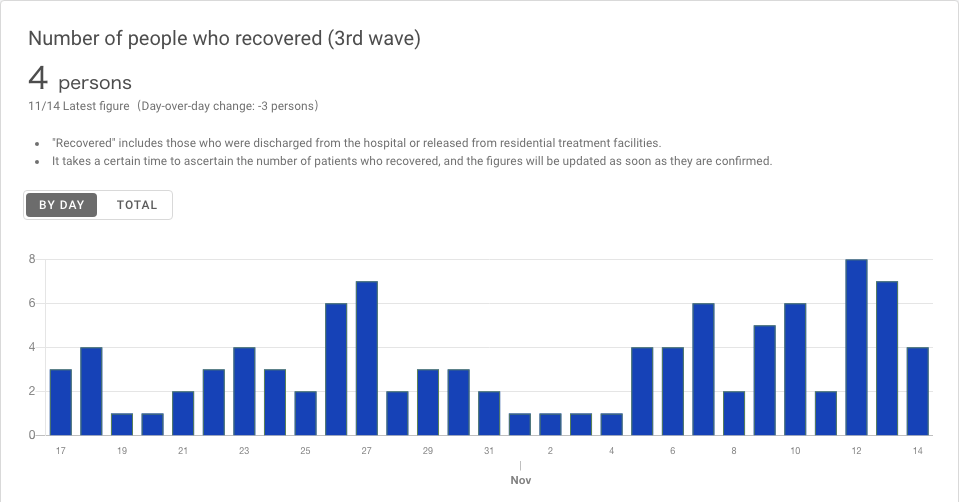 Number of people who recovered (3rd wave)
4 persons
11/14 Latest figure (Day-over-day change: -3 persons)
• "Recovered" includes those who were discharged from the hospital or released from residential treatment facilities.
• It takes a certain time to ascertain the number of patients who recovered, and the figures will be updated as soon as they are confirmed.
BY DAY TOTAL
8
6
4
2
0
17 19 21 23 25 27 29 31 2 4 6 8 10 12 14
Nov